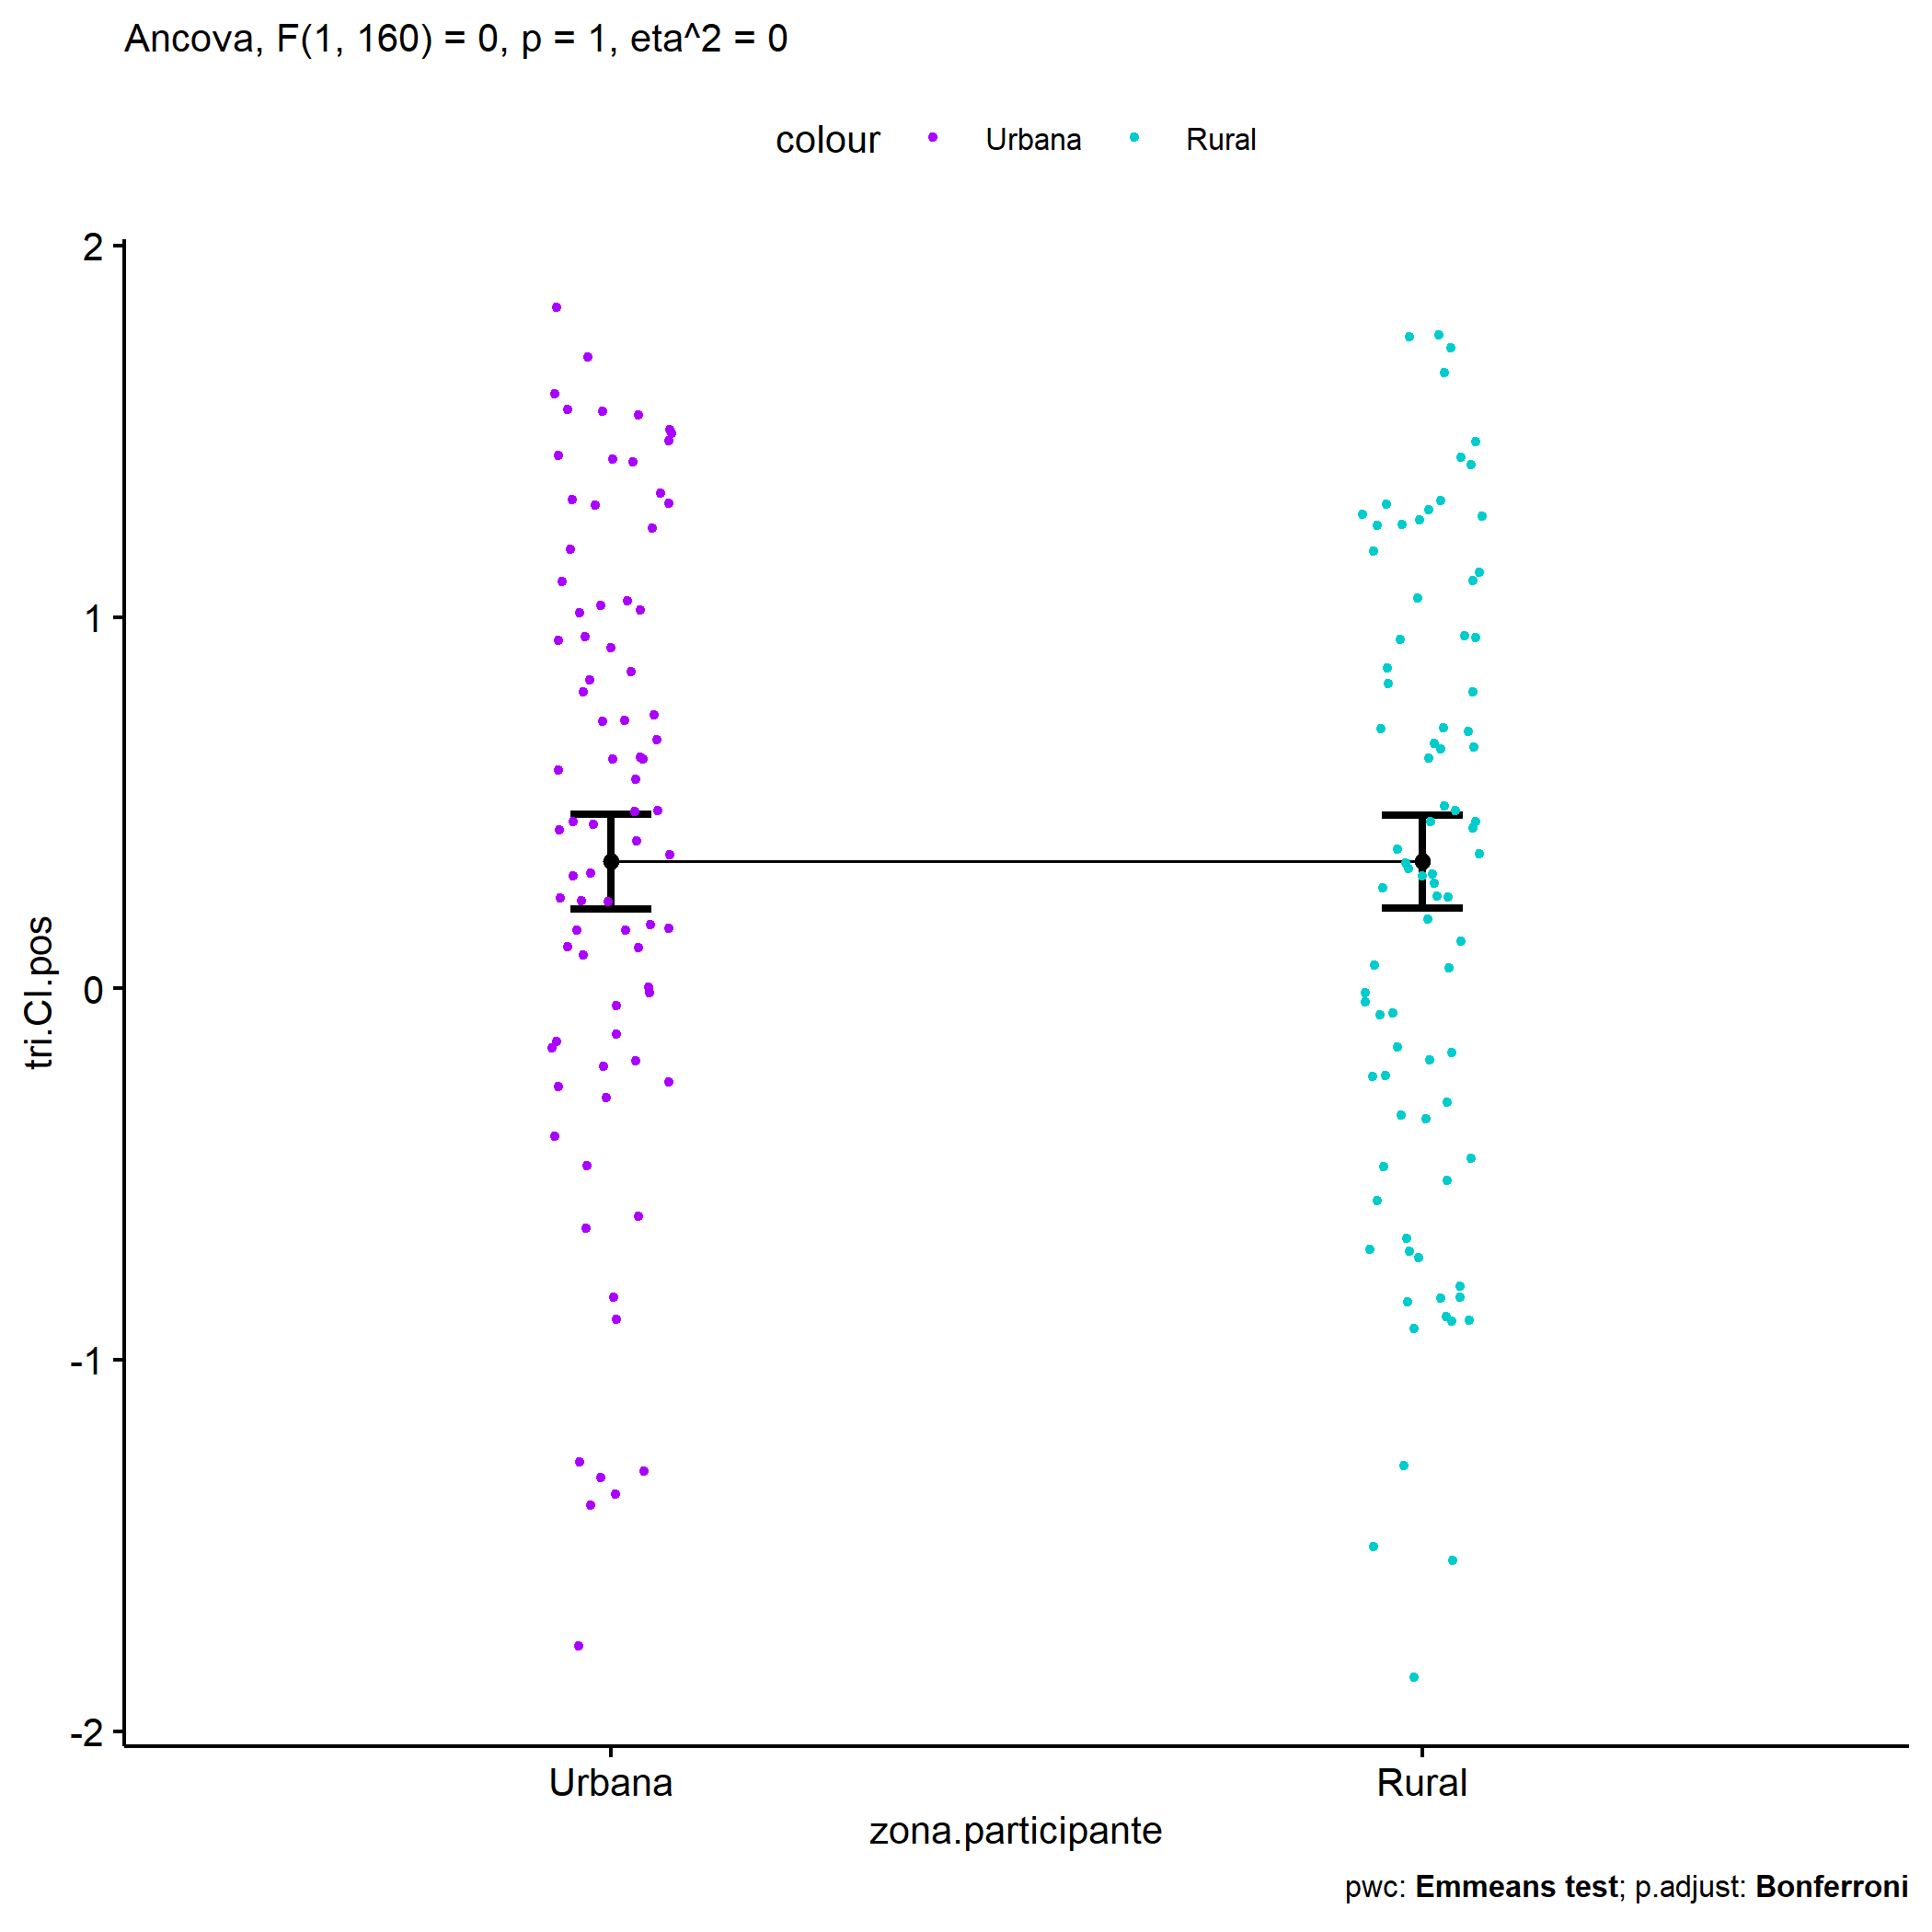 Ancova, F(1, 160) = 0, p = 1, eta^2 = 0
colour Urbana Rural
2
1
0
-1
-2
tri.CI.pos
Urbana Rural
zona.participante
pwc: Emmeans test; p.adjust: Bonferroni